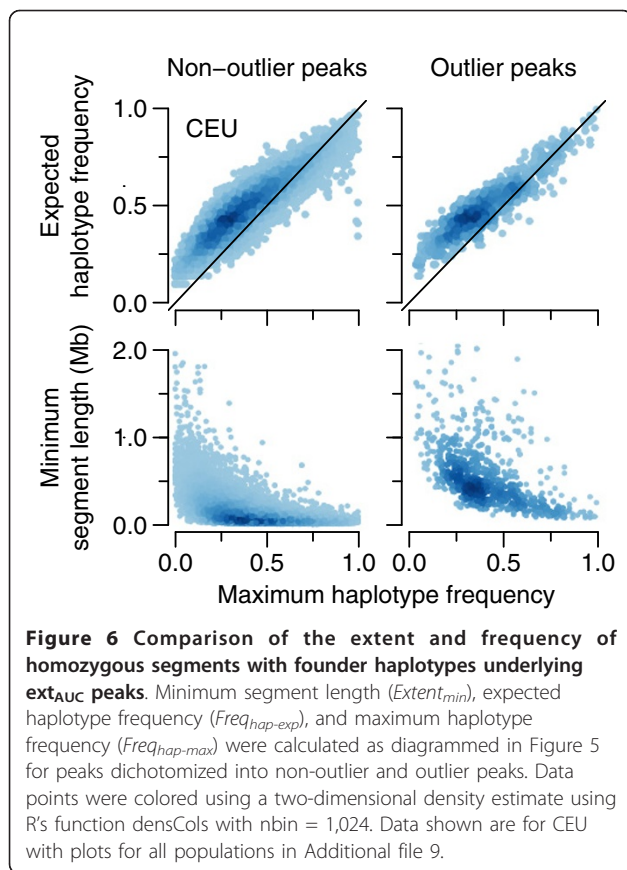 Non-outlier peaks
Outlier peaks
Expected
haplotype frequency
1.0
0.5
0.0
CEU
Minimum
segment length (Mb)
2.0
1.0
0.0
0.0 0.5 1.0
0.0 0.5 1.0
Maximum haplotype frequency
Figure 6 Comparison of the extent and frequency of
homozygous segments with founder haplotypes underlying
extAUC peaks. Minimum segment length (Extentmin), expected
haplotype frequency (Freqhap-exp), and maximum haplotype
frequency (Freqhap-max) were calculated as diagrammed in Figure 5
for peaks dichotomized into non-outlier and outlier peaks. Data
points were colored using a two-dimensional density estimate using
R's function densCols with nbin = 1,024. Data shown are for CEU
with plots for all populations in Additional file 9.